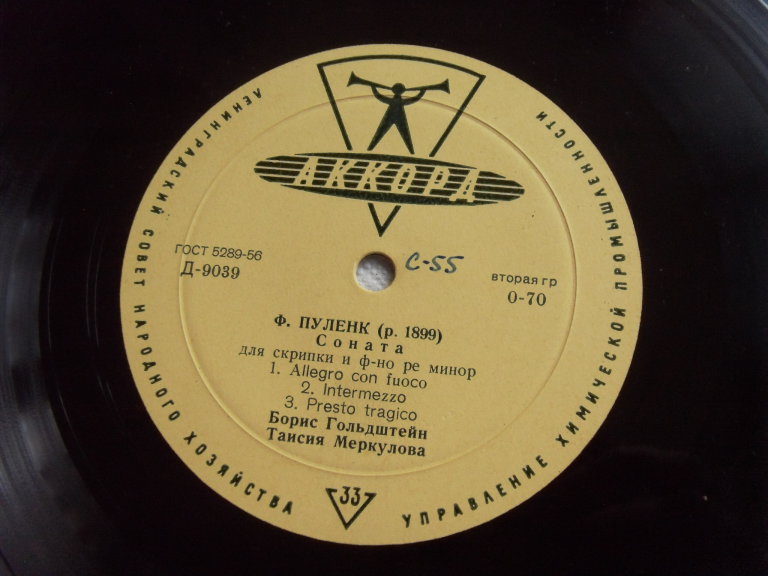 АККОРД
ЛЕНИНГРАДСКИЙ СОВЕТ НАРОДНОГО ХОЗЯЙСТВА
УПРАВЛЕНИЕ ХИМИЧЕСКОЙ ПРОМЫШЛЕННОСТИ
ГОСТ 5289-56
Д-9039
С-55
вторая гр
0-70
Ф. ПУЛЕНК (р. 1899)
Соната
для скрипки и ф-но ре минор
1. Allegro con fuoco
2. Intermezzo
3. Presto tragico
Борис Гольдштейн
Таисия Меркулова
33